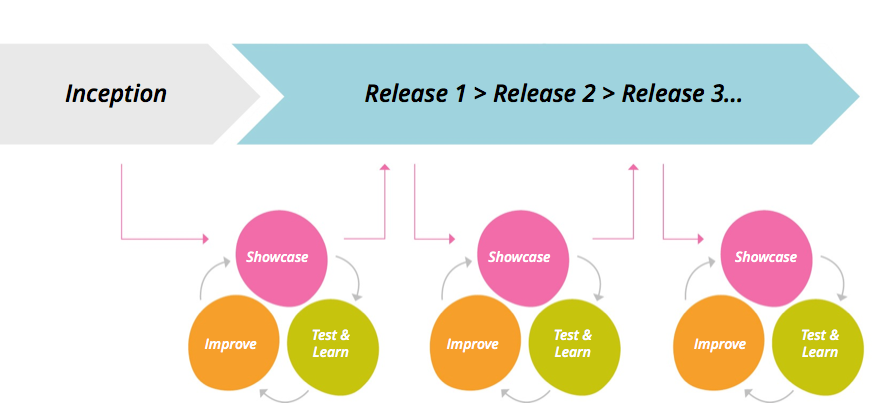 Inception
Release 1 > Release 2 > Release 3...
Showcase
Improve
Test &
Learn
Showcase
Improve
Test &
Learn
Showcase
Improve
Test &
Learn